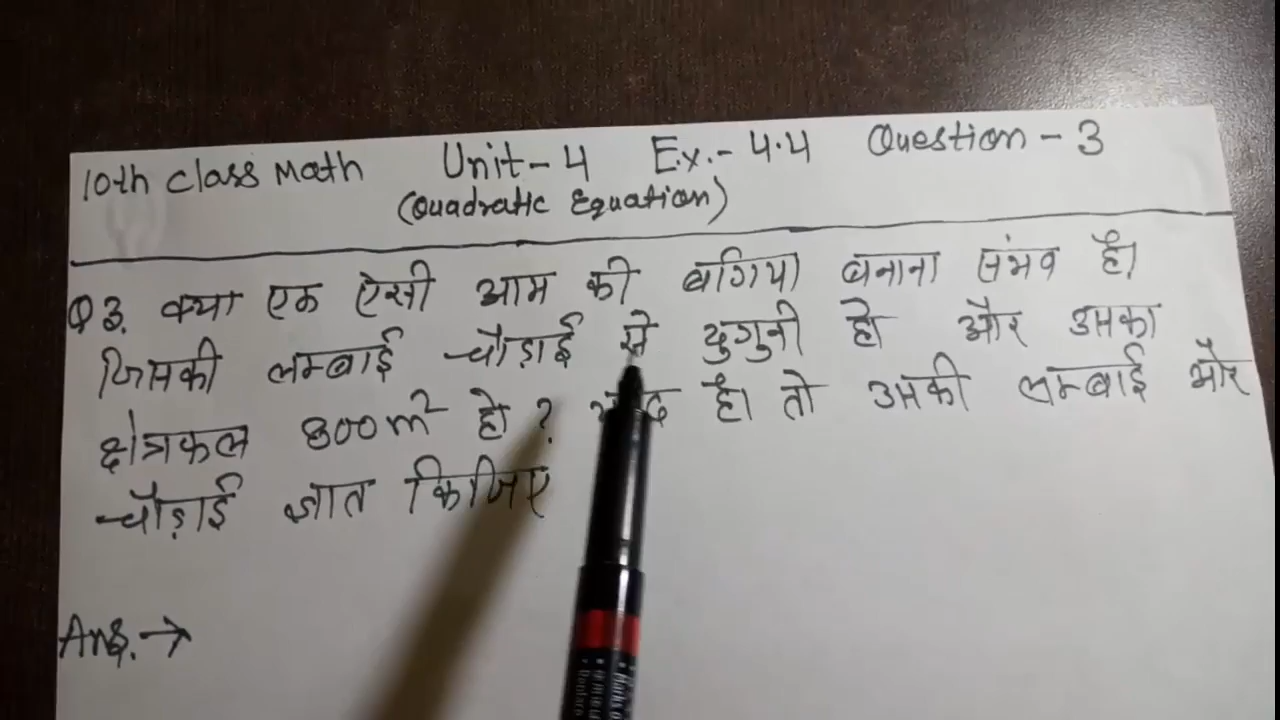 10th Class Math Unit-4 Ex.-4.4 Question-3
(Quadratic Equation)
Q3. क्या एक ऐसी आम की बगिया बनाना संभव है।
जिसकी लम्बाई चौड़ाई से दुगुनी हो और उसका
क्षेत्रफल 800m² हो ? है। तो उसकी लम्बाई और
चौड़ाई ज्ञात किजिए
Ans.→